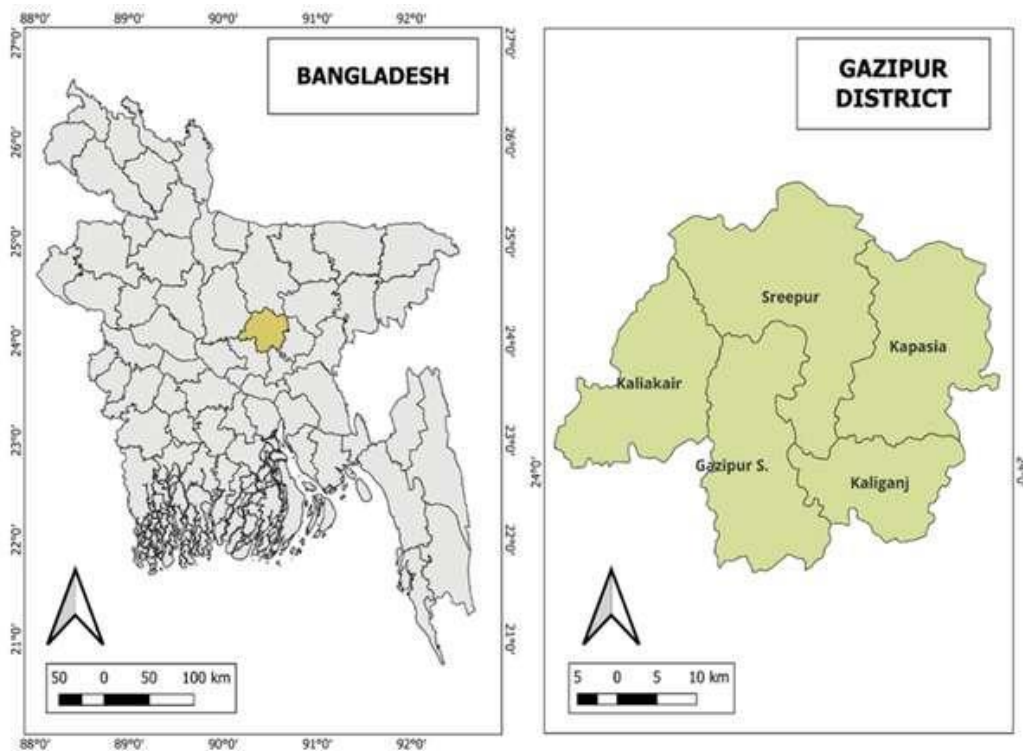 88°0' 89°0' 90°0' 91°0' 92°0'
27°0'
26°0'
25°0'
24°0'
23°0'
22°0'
21°0'
BANGLADESH
27°0'
26°0'
25°0'
24°0'
23°0'
22°0'
21°0'
50 0 50 100 km
88°0' 89°0' 90°0' 91°0' 92°0'
GAZIPUR
DISTRICT
Sreepur
Kapasia
Kaliakair
Gazipur S.
Kaliganj
24°0'
24°0'
5 0 5 10 km